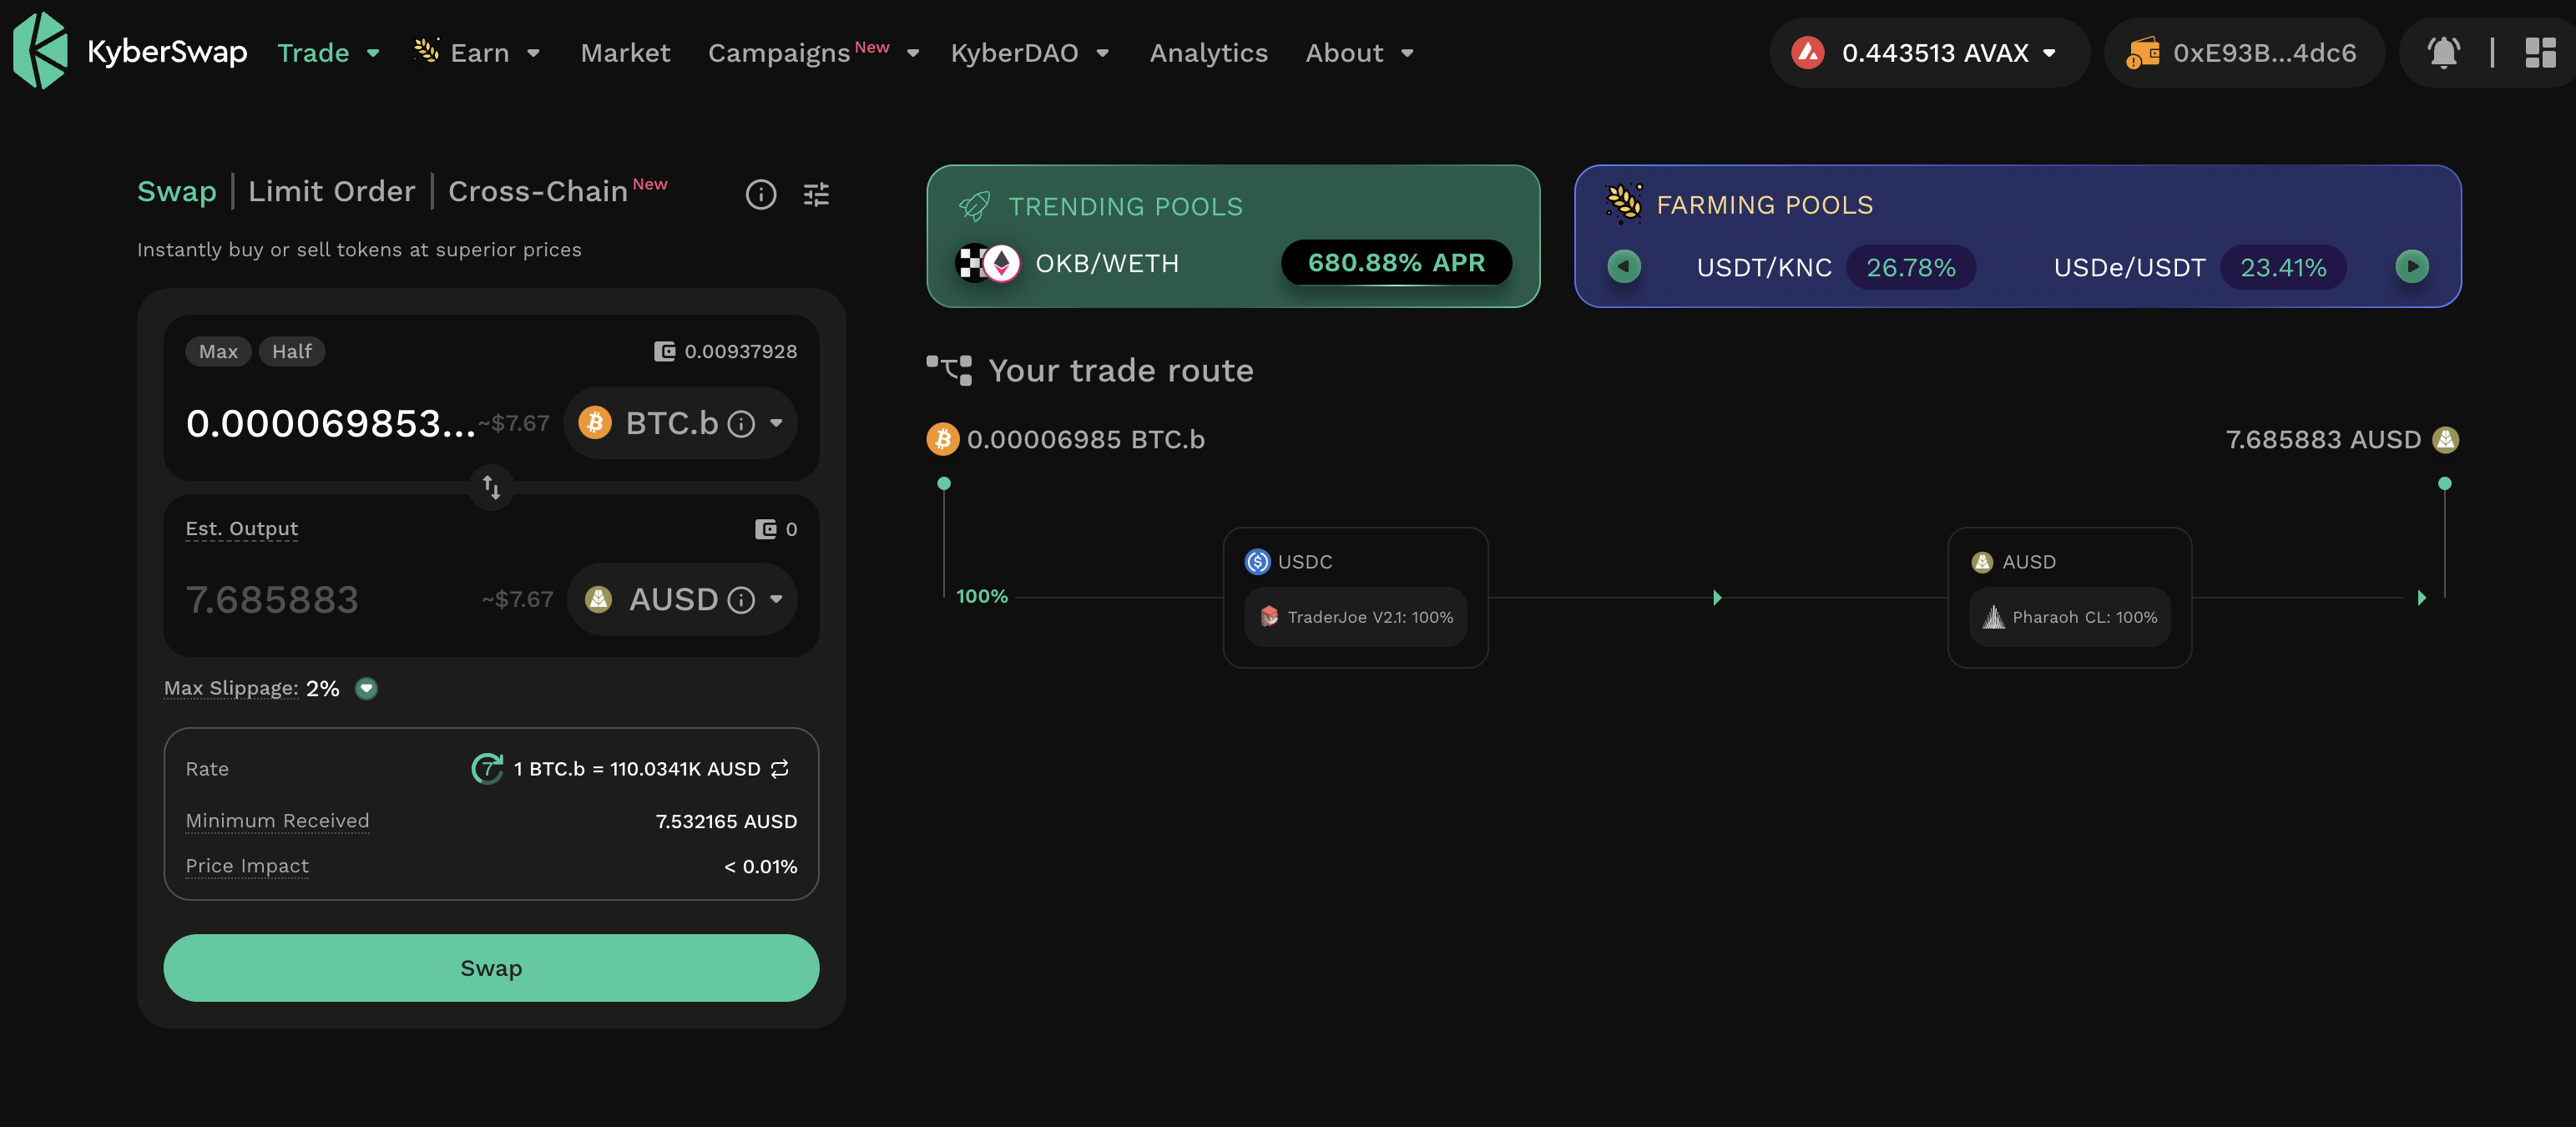 KyberSwap Trade Earn Market Campaigns New KyberDAO Analytics About 0.443513 AVAX 0xE93B...4dc6
Swap | Limit Order | Cross-Chain New
Instantly buy or sell tokens at superior prices
Max Half 0.00937928
0.000069853... ~$7.67 BTC.b
Est. Output 0
7.685883 ~$7.67 AUSD
Max Slippage: 2%
Rate 7 1 BTC.b = 110.0341K AUSD
Minimum Received 7.532165 AUSD
Price Impact < 0.01%
Swap
TRENDING POOLS
OKB/WETH 680.88% APR
FARMING POOLS
USDT/KNC 26.78% USDe/USDT 23.41%
Your trade route
0.00006985 BTC.b 7.685883 AUSD
100%
USDC
TraderJoe V2.1: 100%
AUSD
Pharaoh CL: 100%